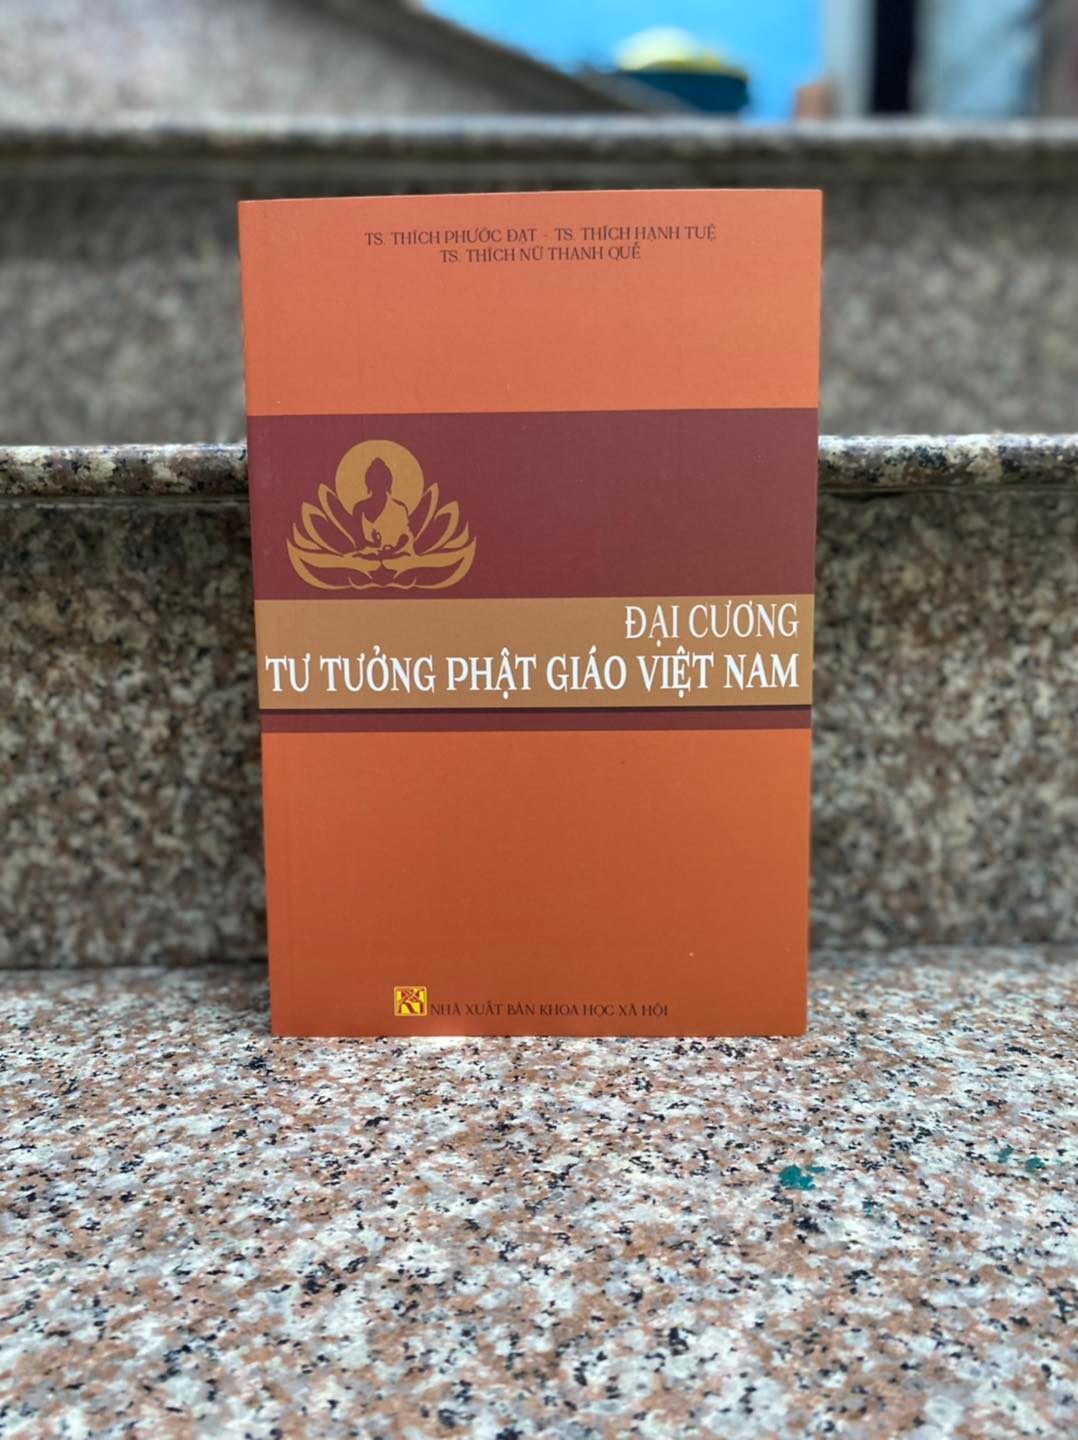 TS. THÍCH PHƯỚC ĐẠT - TS. THÍCH HẠNH TUỆ
TS. THÍCH NỮ THANH QUẾ
ĐẠI CƯƠNG
TƯ TƯỞNG PHẬT GIÁO VIỆT NAM
NHÀ XUẤT BẢN KHOA HỌC XÃ HỘI